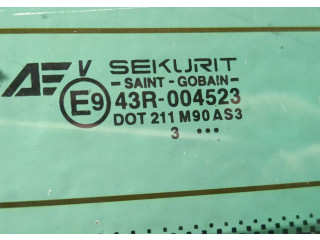 AE V SEKURIT
SAINT - GOBAIN
E9 43R-004523
DOT 211 M90 AS3
3 •••